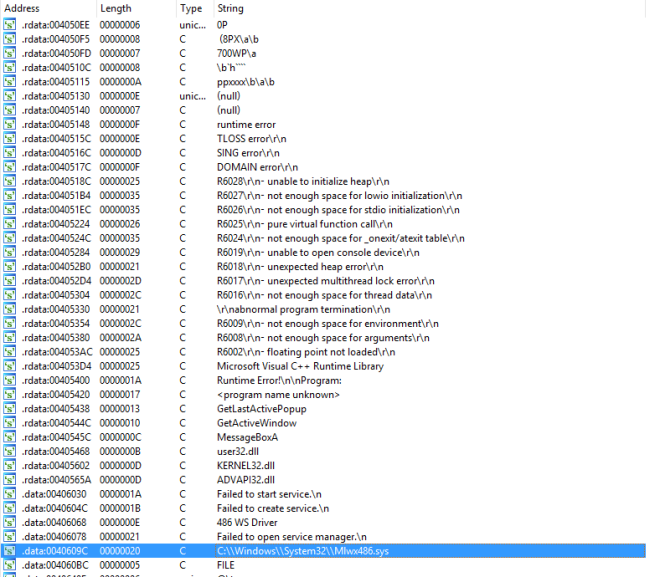 Address Length Type String
.rdata:004050EE 00000006 unic... 0P
.rdata:004050F5 00000008 C (8PX\a\b
.rdata:004050FD 00000007 C 700WP\a
.rdata:0040510C 00000008 C \b`h````
.rdata:00405115 0000000A C ppxxxx\b\a\b
.rdata:00405130 0000000E unic... (null)
.rdata:00405140 00000007 C (null)
.rdata:00405148 0000000F C runtime error
.rdata:0040515C 0000000E C TLOSS error\r\n
.rdata:0040516C 0000000D C SING error\r\n
.rdata:0040517C 0000000F C DOMAIN error\r\n
.rdata:0040518C 00000025 C R6028\r\n- unable to initialize heap\r\n
.rdata:004051B4 00000035 C R6027\r\n- not enough space for lowio initialization\r\n
.rdata:004051EC 00000035 C R6026\r\n- not enough space for stdio initialization\r\n
.rdata:00405224 00000026 C R6025\r\n- pure virtual function call\r\n
.rdata:0040524C 00000035 C R6024\r\n- not enough space for _onexit/atexit table\r\n
.rdata:00405284 00000029 C R6019\r\n- unable to open console device\r\n
.rdata:004052B0 00000021 C R6018\r\n- unexpected heap error\r\n
.rdata:004052D4 0000002D C R6017\r\n- unexpected multithread lock error\r\n
.rdata:00405304 0000002C C R6016\r\n- not enough space for thread data\r\n
.rdata:00405330 00000021 C \r\nabnormal program termination\r\n
.rdata:00405354 0000002C C R6009\r\n- not enough space for environment\r\n
.rdata:00405380 0000002A C R6008\r\n- not enough space for arguments\r\n
.rdata:004053AC 00000025 C R6002\r\n- floating point not loaded\r\n
.rdata:004053D4 00000025 C Microsoft Visual C++ Runtime Library
.rdata:00405400 0000001A C Runtime Error!\n\nProgram:
.rdata:00405420 00000017 C <program name unknown>
.rdata:00405438 00000013 C GetLastActivePopup
.rdata:0040544C 00000010 C GetActiveWindow
.rdata:0040545C 0000000C C MessageBoxA
.rdata:00405468 0000000B C user32.dll
.rdata:00405602 0000000D C KERNEL32.dll
.rdata:0040565A 0000000D C ADVAPI32.dll
.data:00406030 0000001A C Failed to start service.\n
.data:0040604C 0000001B C Failed to create service.\n
.data:00406068 0000000E C 486 WS Driver
.data:00406078 00000021 C Failed to open service manager.\n
.data:0040609C 00000020 C C:\\Windows\\System32\\Mlwx486.sys
.data:004060BC 00000005 C FILE